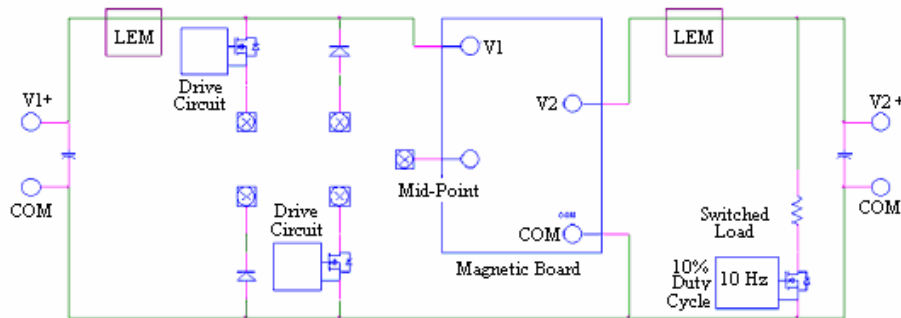 LEM
Drive
Circuit
V1
LEM
V1+
V2
V2 +
Mid-Point
COM
Drive
Circuit
COM
COM
COM
Switched
Load
Magnetic Board
10%
Duty
Cycle
10 Hz